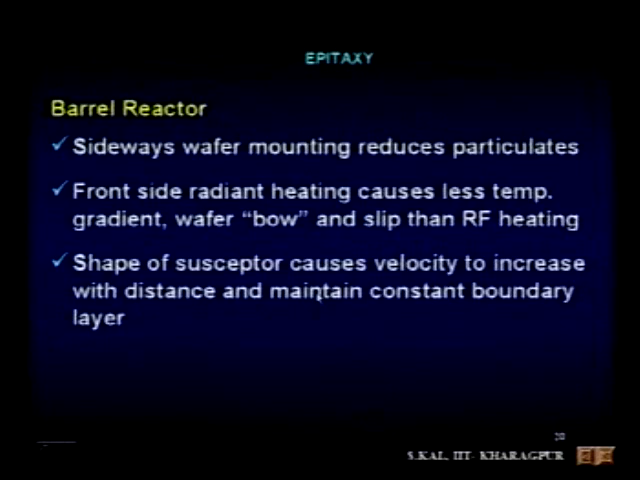 EPITAXY
Barrel Reactor
✓ Sideways wafer mounting reduces particulates
✓ Front side radiant heating causes less temp.
gradient, wafer “bow” and slip than RF heating
✓ Shape of susceptor causes velocity to increase
with distance and maintain constant boundary
layer
S.KAL, IIT- KHARAGPUR